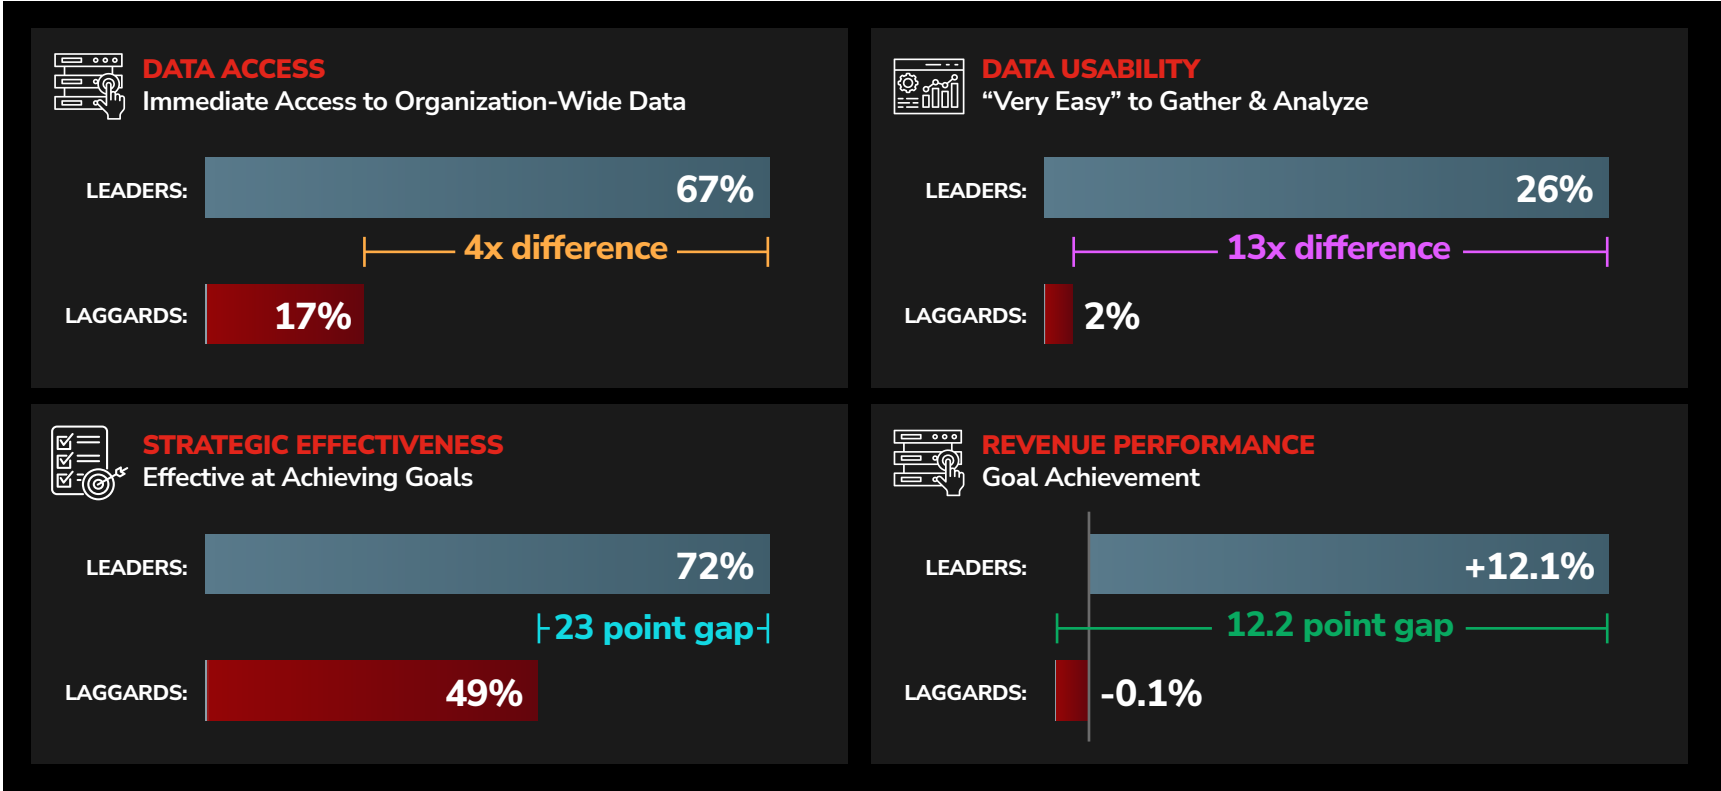 DATA ACCESS
Immediate Access to Organization-Wide Data
LEADERS:
67%
4x difference
LAGGARDS:
17%
DATA USABILITY
“Very Easy” to Gather & Analyze
LEADERS:
26%
13x difference
LAGGARDS:
2%
STRATEGIC EFFECTIVENESS
Effective at Achieving Goals
LEADERS:
72%
23 point gap
LAGGARDS:
49%
REVENUE PERFORMANCE
Goal Achievement
LEADERS:
+12.1%
12.2 point gap
LAGGARDS:
-0.1%